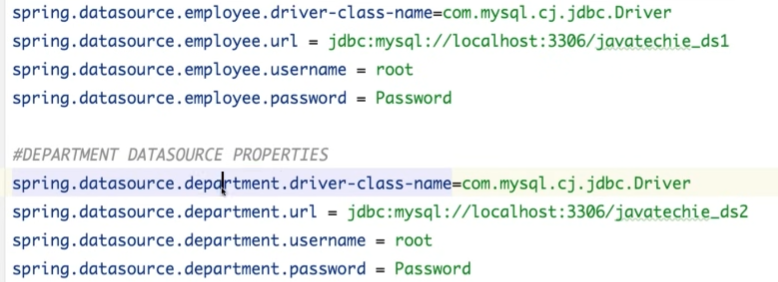 spring.datasource.employee.driver-class-name=com.mysql.cj.jdbc.Driver
spring.datasource.employee.url = jdbc:mysql://localhost:3306/javatechie_ds1
spring.datasource.employee.username = root
spring.datasource.employee.password = Password
#DEPARTMENT DATASOURCE PROPERTIES
spring.datasource.department.driver-class-name=com.mysql.cj.jdbc.Driver
spring.datasource.department.url = jdbc:mysql://localhost:3306/javatechie_ds2
spring.datasource.department.username = root
spring.datasource.department.password = Password